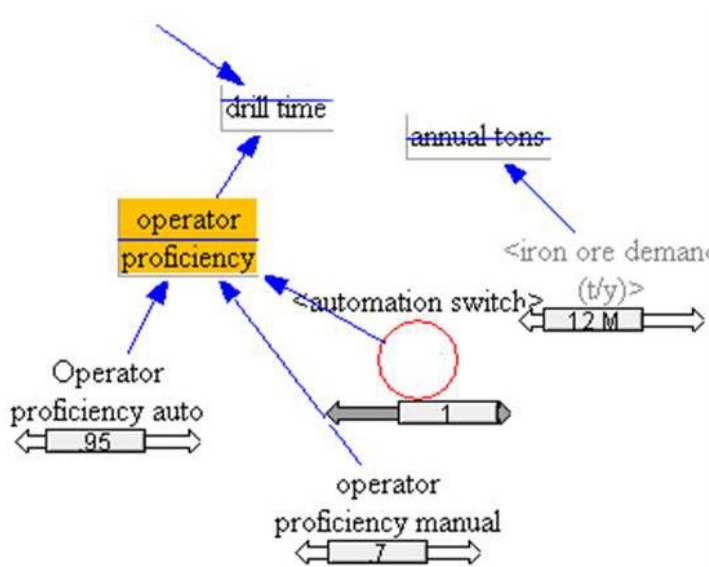 drill time
annual tons
operator
proficiency
<iron ore demand
(t/y)>
12 M
<automation switch>
1
Operator
proficiency auto
.95
operator
proficiency manual
.7